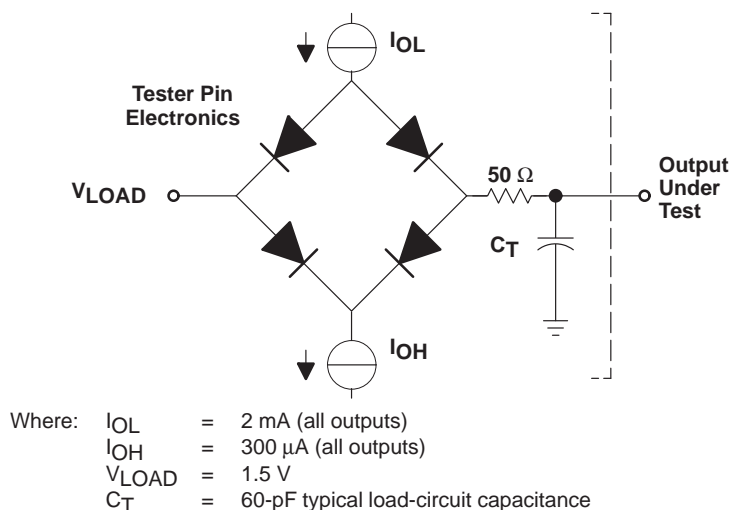 IOL
Tester Pin
Electronics
VLOAD
50 Ω
Output
Under
Test
CT
IOH
Where: IOL = 2 mA (all outputs)
IOH = 300 μA (all outputs)
VLOAD = 1.5 V
CT = 60-pF typical load-circuit capacitance